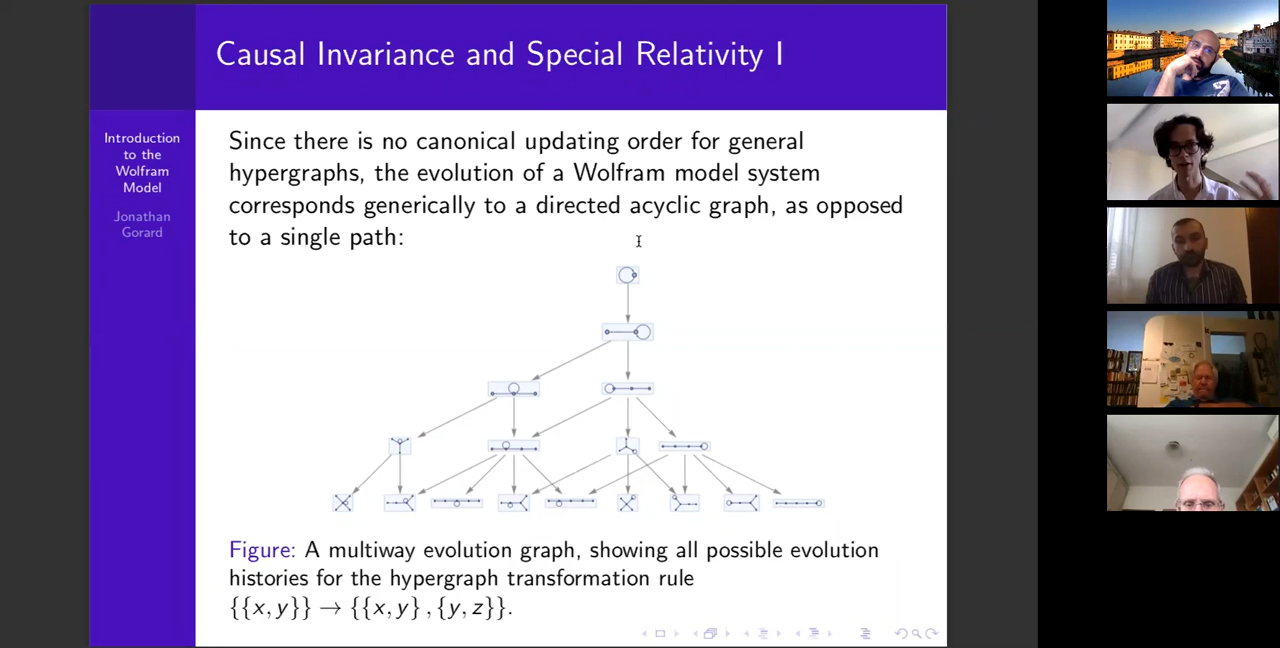 Causal Invariance and Special Relativity I
Introduction
to the
Wolfram
Model
Jonathan
Gorard
Since there is no canonical updating order for general
hypergraphs, the evolution of a Wolfram model system
corresponds generically to a directed acyclic graph, as opposed
to a single path:
Figure: A multiway evolution graph, showing all possible evolution
histories for the hypergraph transformation rule
{{x, y}} → {{x, y} , {y, z}}.